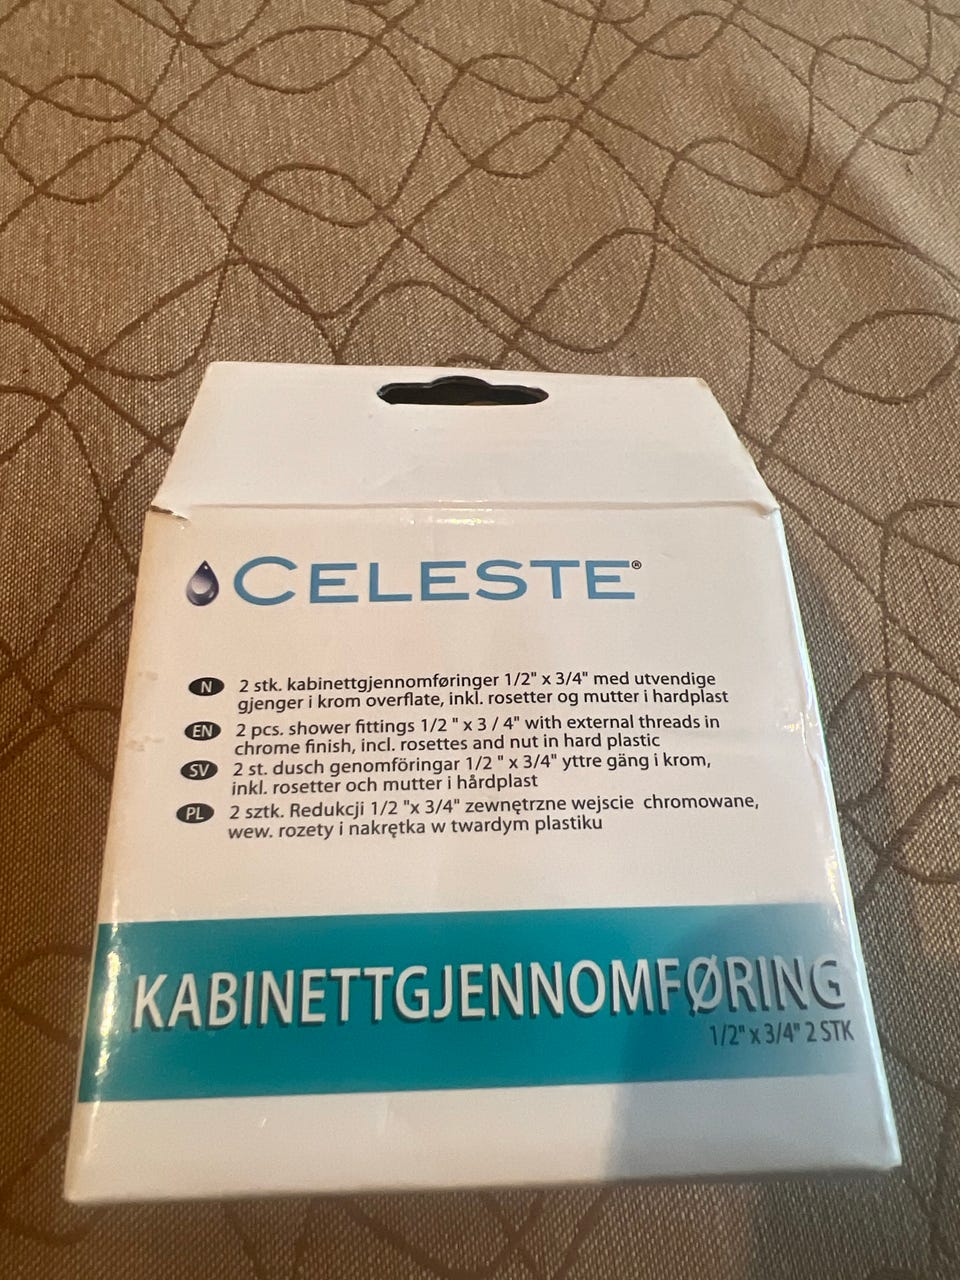 CELESTE®
N 2 stk. kabinettgjennomføringer 1/2" x 3/4" med utvendige
gjenger i krom overflate, inkl. rosetter og mutter i hardplast
EN 2 pcs. shower fittings 1/2 " x 3 / 4" with external threads in
chrome finish, incl. rosettes and nut in hard plastic
SV 2 st. dusch genomföringar 1/2 " x 3/4" yttre gäng i krom,
inkl. rosetter och mutter i hårdplast
PL 2 sztk. Redukcji 1/2 "x 3/4" zewnętrzne wejscie chromowane,
wew. rozety i nakrętka w twardym plastiku
KABINETTGJENNOMFØRING
1/2" x 3/4" 2 STK